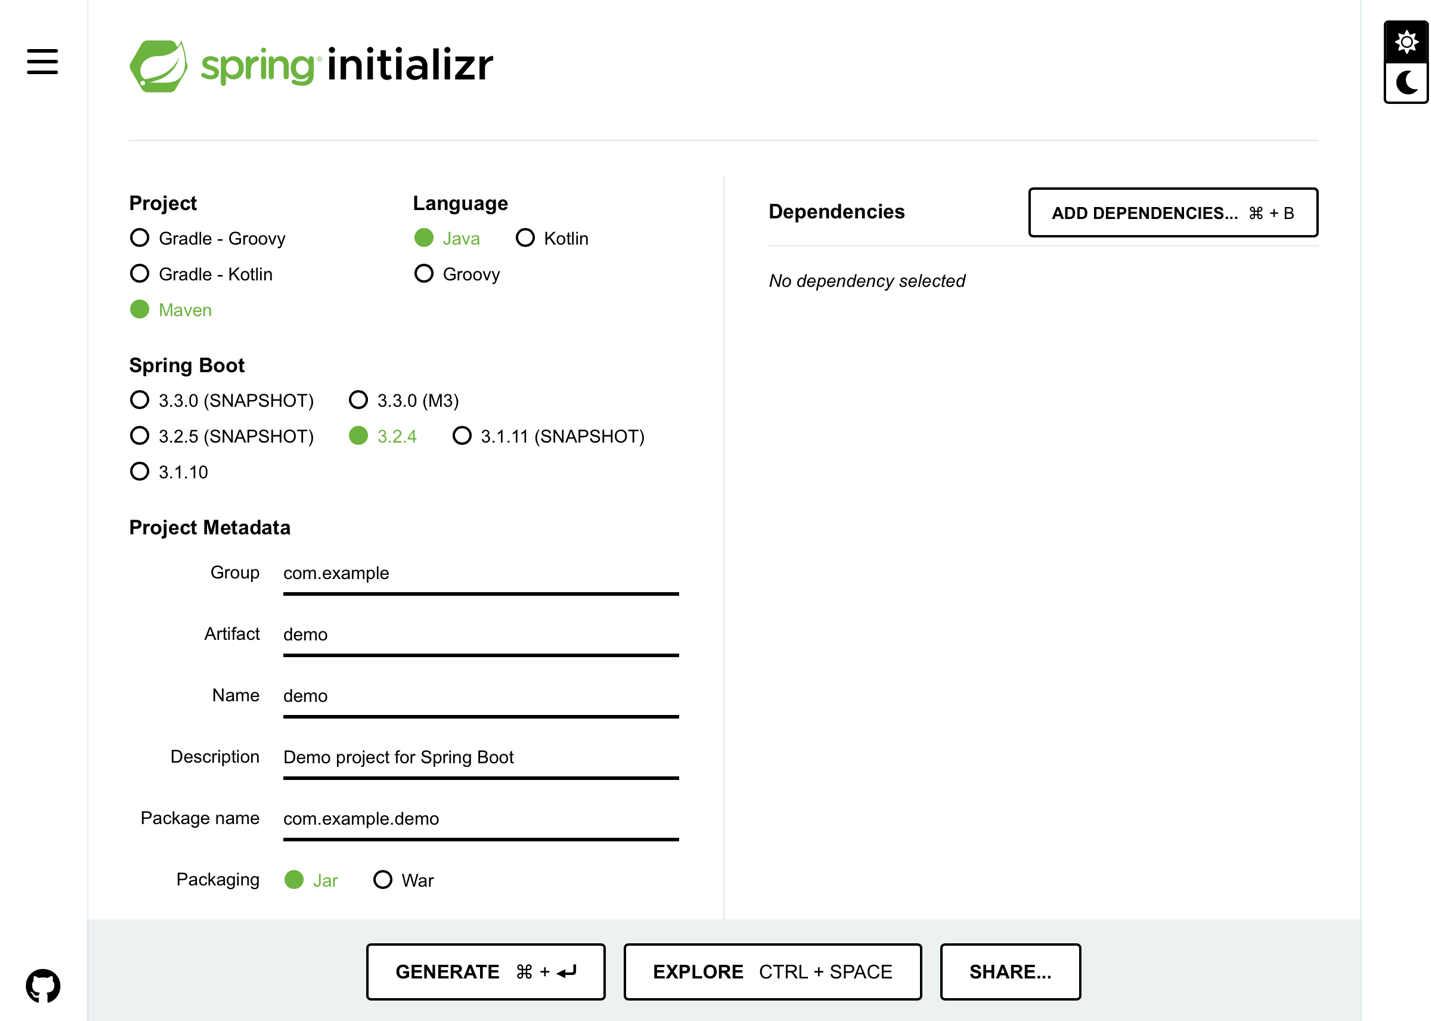 spring initializr
Project
Gradle - Groovy
Gradle - Kotlin
Maven
Language
Java Kotlin
Groovy
Spring Boot
3.3.0 (SNAPSHOT) 3.3.0 (M3)
3.2.5 (SNAPSHOT) 3.2.4 3.1.11 (SNAPSHOT)
3.1.10
Project Metadata
Group com.example
Artifact demo
Name demo
Description Demo project for Spring Boot
Package name com.example.demo
Packaging Jar War
Dependencies
ADD DEPENDENCIES... ⌘ + B
No dependency selected
GENERATE ⌘ + ⏎
EXPLORE CTRL + SPACE
SHARE...